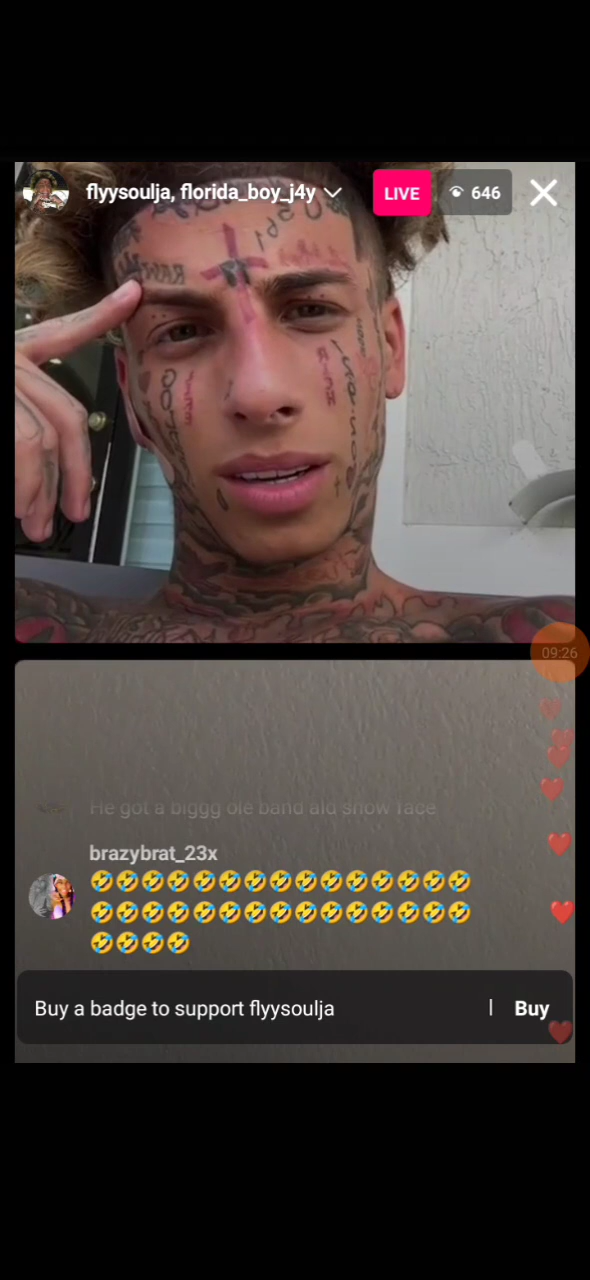 flyysoulja, florida_boy_j4y
LIVE
646
09:26
He got a biggg ole band aid show face
brazybrat_23x
🤣🤣🤣🤣🤣🤣🤣🤣🤣🤣🤣🤣🤣🤣🤣
🤣🤣🤣🤣🤣🤣🤣🤣🤣🤣🤣🤣🤣🤣🤣
🤣🤣🤣🤣
Buy a badge to support flyysoulja
Buy